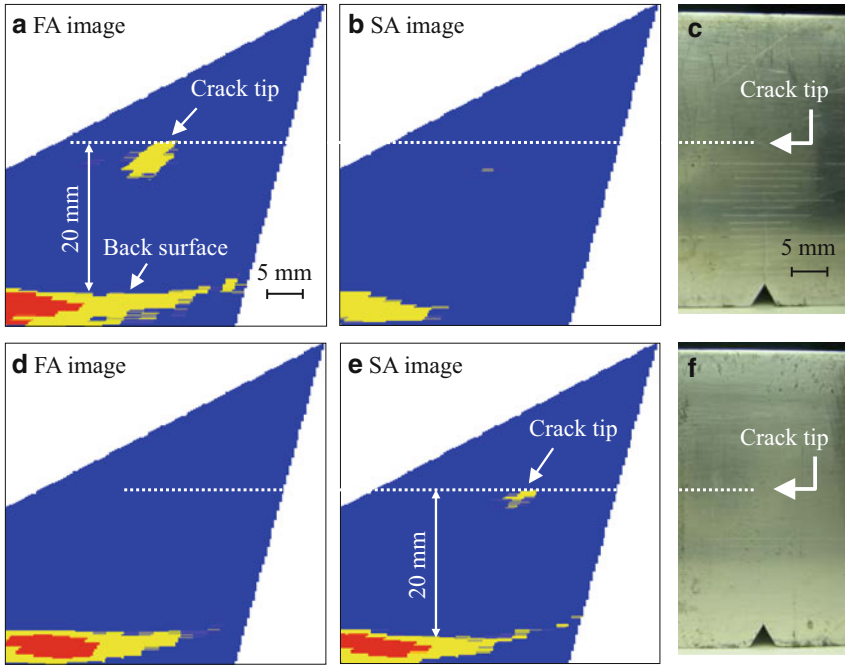 a FA image
Crack tip
20 mm
Back surface
5 mm
b SA image
c
Crack tip
5 mm
d FA image
e SA image
Crack tip
20 mm
f
Crack tip